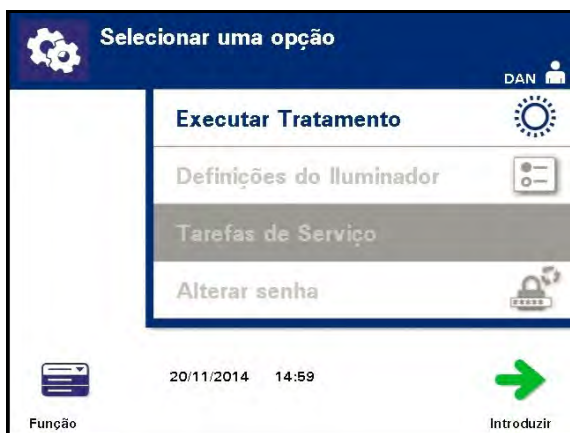 Selecionar uma opção
DAN
Executar Tratamento
Definições do Iluminador
Tarefas de Serviço
Alterar senha
20/11/2014 14:59
Função
Introduzir